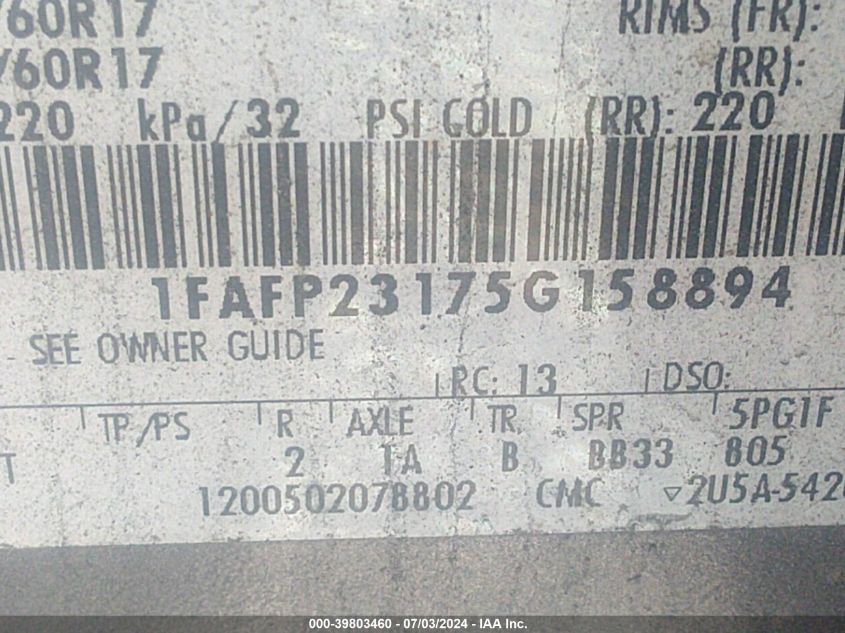 /60R17 RIMS (FR):
/60R17 (RR):
220 kPa/32 PSI COLD (RR): 220
1FAFP23175G158894
SEE OWNER GUIDE
RC: 13 DSO:
TP/PS R AXLE TR SPR 5PG1F
T 2 1A B BB33 805
1200502078802 CMC ▽2U5A-542
000-39803460 - 07/03/2024 - IAA Inc.